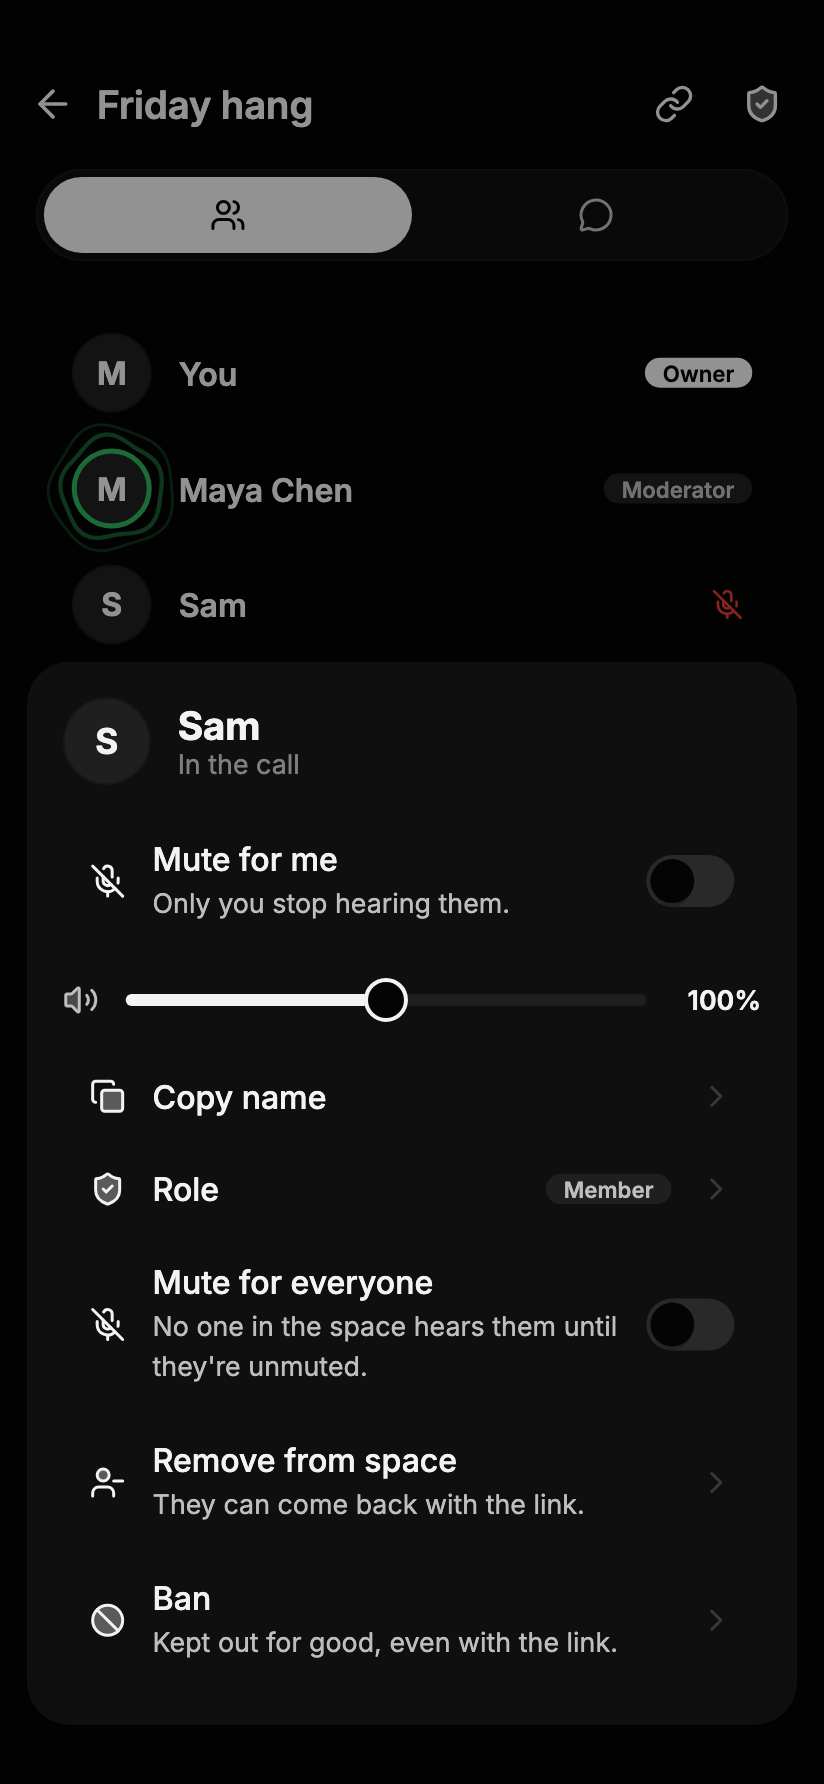 Friday hang
M
You
Owner
M
Maya Chen
Moderator
S
Sam
S
Sam
In the call
Mute for me
Only you stop hearing them.
100%
Copy name
Role
Member
Mute for everyone
No one in the space hears them until
they're unmuted.
Remove from space
They can come back with the link.
Ban
Kept out for good, even with the link.